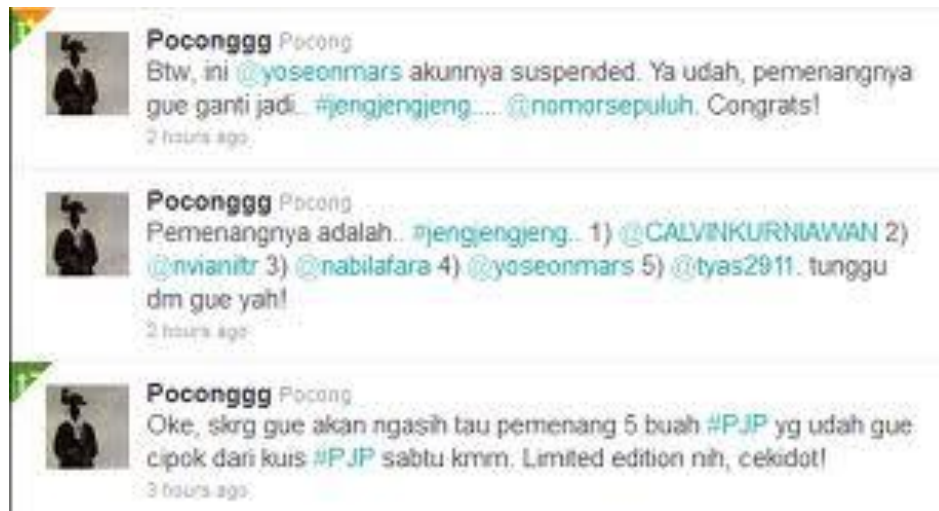 Poconggg Pocong
Btw, ini @yoseonmars akunnya suspended. Ya udah, pemenangnya
gue ganti jadi.. #jengjengjeng.... @nomorsepuluh. Congrats!
2 hours ago
Poconggg Pocong
Pemenangnya adalah.. #jengjengjeng.. 1) @CALVINKURNIAWAN 2)
@nvianitr 3) @nabilafara 4) @yoseonmars 5) @tyas2911. tunggu
dm gue yah!
2 hours ago
Poconggg Pocong
Oke, skrg gue akan ngasih tau pemenang 5 buah #PJP yg udah gue
cipok dari kuis #PJP sabtu kmrn. Limited edition nih, cekidot!
3 hours ago